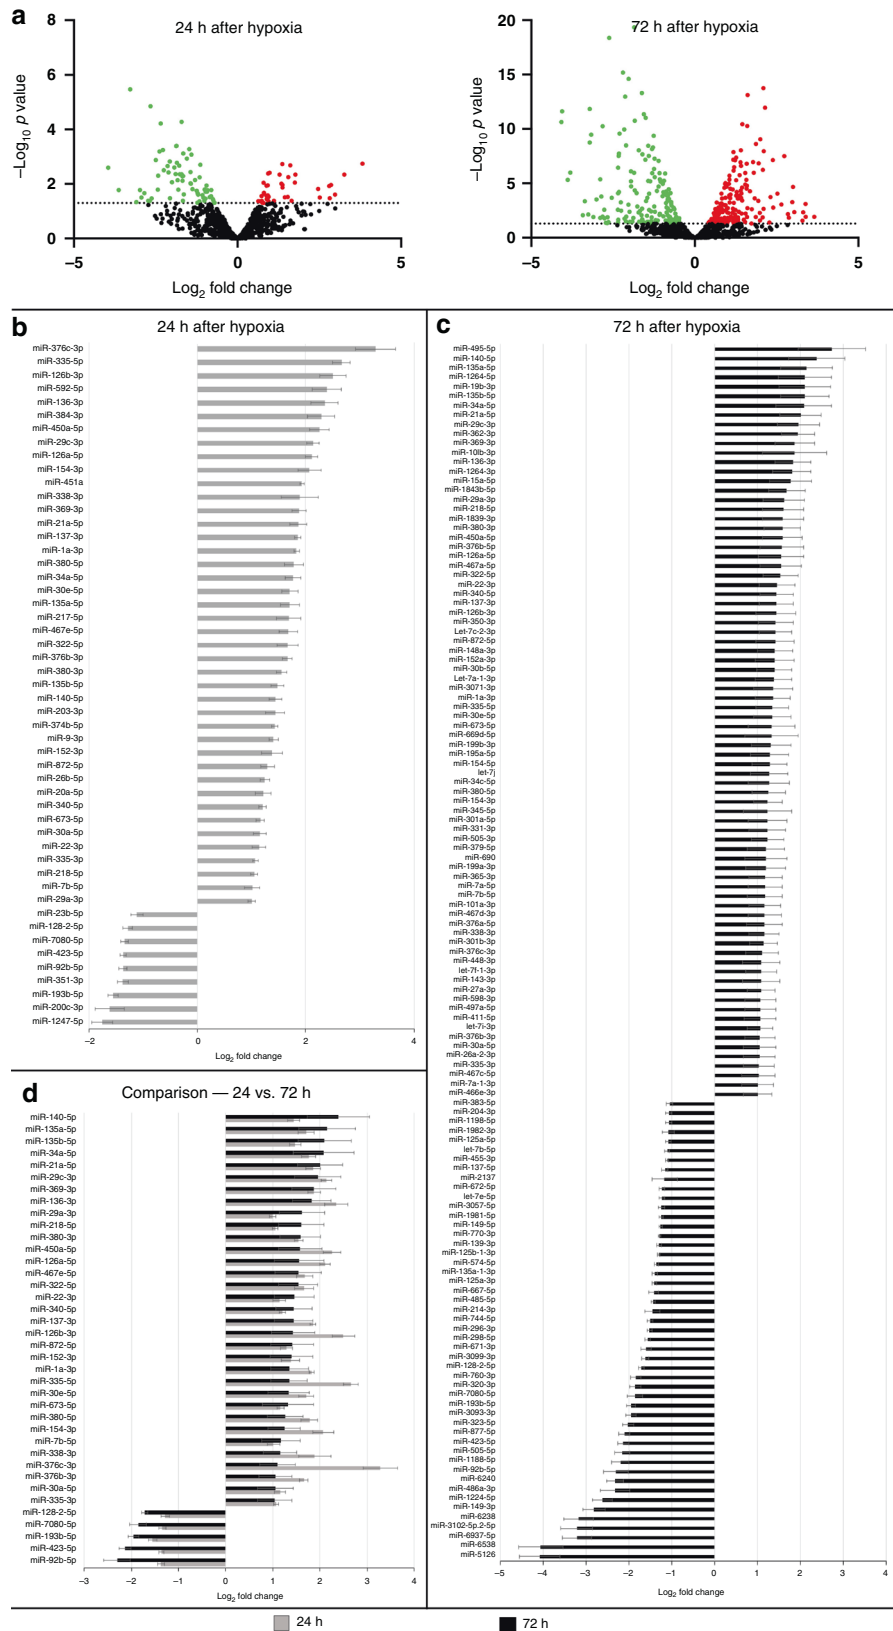 a
24 h after hypoxia
72 h after hypoxia
8
6
4
2
0
−5
0
5
−Log10 p value
Log2 fold change
20
15
10
5
0
−5
0
5
−Log10 p value
Log2 fold change
b
24 h after hypoxia
miR-376c-3p
miR-335-5p
miR-126b-3p
miR-592-5p
miR-136-3p
miR-384-3p
miR-450a-5p
miR-29c-3p
miR-126a-5p
miR-154-3p
miR-451a
miR-338-3p
miR-369-3p
miR-21a-5p
miR-137-3p
miR-1a-3p
miR-380-5p
miR-34a-5p
miR-30e-5p
miR-135a-5p
miR-217-5p
miR-467e-5p
miR-322-5p
miR-376b-3p
miR-380-3p
miR-135b-5p
miR-140-5p
miR-203-3p
miR-374b-5p
miR-9-3p
miR-152-3p
miR-872-5p
miR-26b-5p
miR-20a-5p
miR-340-5p
miR-673-5p
miR-30a-5p
miR-22-3p
miR-335-3p
miR-218-5p
miR-7b-5p
miR-29a-3p
miR-23b-5p
miR-128-2-5p
miR-7080-5p
miR-423-5p
miR-92b-5p
miR-351-3p
miR-193b-5p
miR-200c-3p
miR-1247-5p
−2
0
2
4
Log2 fold change
c
72 h after hypoxia
miR-495-5p
miR-140-5p
miR-135a-5p
miR-1264-5p
miR-19b-3p
miR-135b-5p
miR-34a-5p
miR-21a-5p
miR-29c-3p
miR-362-3p
miR-369-3p
miR-10lb-3p
miR-136-3p
miR-1264-3p
miR-15a-5p
miR-1843b-5p
miR-29a-3p
miR-218-5p
miR-1839-3p
miR-380-3p
miR-450a-5p
miR-376b-5p
miR-126a-5p
miR-467a-5p
miR-322-5p
miR-22-3p
miR-340-5p
miR-137-3p
miR-126b-3p
miR-350-3p
Let-7c-2-3p
miR-872-5p
miR-148a-3p
miR-152a-3p
miR-30b-5p
Let-7a-1-3p
miR-3071-3p
miR-1a-3p
miR-335-5p
miR-30e-5p
miR-673-5p
miR-669d-5p
miR-199b-3p
miR-195a-5p
miR-154-5p
let-7j
miR-34c-5p
miR-380-5p
miR-154-3p
miR-345-5p
miR-301a-5p
miR-331-3p
miR-505-3p
miR-379-5p
miR-690
miR-199a-3p
miR-365-3p
miR-7a-5p
miR-7b-5p
miR-101a-3p
miR-467d-3p
miR-376a-5p
miR-338-3p
miR-301b-3p
miR-376c-3p
miR-448-3p
let-7f-1-3p
miR-143-3p
miR-27a-3p
miR-598-3p
miR-497a-5p
miR-411-5p
let-7i-3p
miR-376b-3p
miR-30a-5p
miR-26a-2-3p
miR-335-3p
miR-467c-5p
miR-7a-1-3p
miR-466e-3p
miR-383-5p
miR-204-3p
miR-1198-5p
miR-1982-3p
miR-125a-5p
let-7b-5p
miR-455-3p
miR-137-5p
miR-2137
miR-672-5p
let-7e-5p
miR-3057-5p
miR-1981-5p
miR-149-5p
miR-770-3p
miR-139-3p
miR-125b-1-3p
miR-574-5p
miR-135a-1-3p
miR-125a-3p
miR-667-5p
miR-485-5p
miR-214-3p
miR-744-5p
miR-296-3p
miR-298-5p
miR-671-3p
miR-3099-3p
miR-128-2-5p
miR-760-3p
miR-320-3p
miR-7080-5p
miR-193b-5p
miR-3093-3p
miR-323-5p
miR-877-5p
miR-423-5p
miR-505-5p
miR-1188-5p
miR-92b-5p
miR-6240
miR-486a-3p
miR-1224-5p
miR-149-3p
miR-6238
miR-3102-5p.2-5p
miR-6937-5p
miR-6538
miR-5126
−5
−4
−3
−2
−1
0
1
2
3
4
Log2 fold change
d
Comparison — 24 vs. 72 h
miR-140-5p
miR-135a-5p
miR-135b-5p
miR-34a-5p
miR-21a-5p
miR-29c-3p
miR-369-3p
miR-136-3p
miR-29a-3p
miR-218-5p
miR-380-3p
miR-450a-5p
miR-126a-5p
miR-467e-5p
miR-322-5p
miR-22-3p
miR-340-5p
miR-137-3p
miR-126b-3p
miR-872-5p
miR-152-3p
miR-1a-3p
miR-335-5p
miR-30e-5p
miR-673-5p
miR-380-5p
miR-154-3p
miR-7b-5p
miR-338-3p
miR-376c-3p
miR-376b-3p
miR-30a-5p
miR-335-3p
miR-128-2-5p
miR-7080-5p
miR-193b-5p
miR-423-5p
miR-92b-5p
−3
−2
−1
0
1
2
3
4
Log2 fold change
24 h
72 h